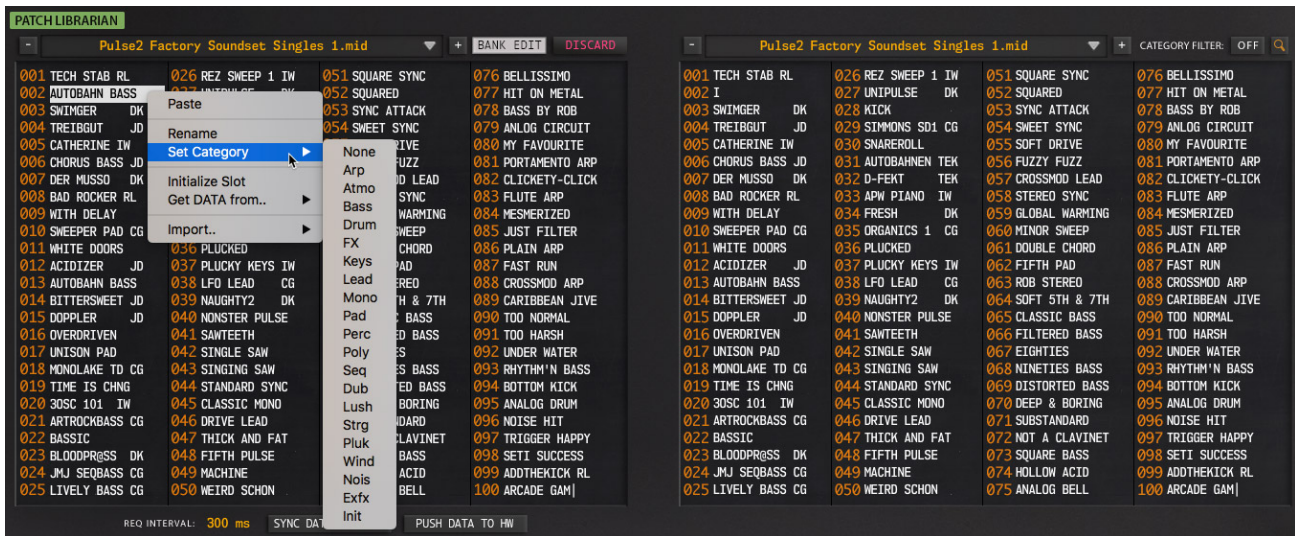 PATCH LIBRARIAN
- Pulse2 Factory Soundset Singles 1.mid + BANK EDIT DISCARD
001 TECH STAB RL
002 AUTOBAHN BASS
003 SWIMGER DK
004 TREIBGUT JD
005 CATHERINE IW
006 CHORUS BASS JD
007 DER MUSSO DK
008 BAD ROCKER RL
009 WITH DELAY
010 SWEEPER PAD CG
011 WHITE DOORS
012 ACIDIZER JD
013 AUTOBAHN BASS
014 BITTERSWEET JD
015 DOPPLER JD
016 OVERDRIVEN
017 UNISON PAD
018 MONOLAKE TD CG
019 TIME IS CHNG
020 3OSC 101 IW
021 ARTROCKBASS CG
022 BASSIC
023 BLOODPR@SS DK
024 JMJ SEQBASS CG
025 LIVELY BASS CG
026 REZ SWEEP 1 IW
Paste
Rename
Set Category
Initialize Slot
Get DATA from..
Import..
036 PLUCKED
037 PLUCKY KEYS IW
038 LFO LEAD CG
039 NAUGHTY2 DK
040 NONSTER PULSE
041 SAWTEETH
042 SINGLE SAW
043 SINGING SAW
044 STANDARD SYNC
045 CLASSIC MONO
046 DRIVE LEAD
047 THICK AND FAT
048 FIFTH PULSE
049 MACHINE
050 WEIRD SCHON
051 SQUARE SYNC
052 SQUARED
053 SYNC ATTACK
054 SWEET SYNC
None
Arp
Atmo
Bass
Drum
FX
Keys
Lead
Mono
Pad
Perc
Poly
Seq
Dub
Lush
Strg
Pluk
Wind
Nois
Exfx
Init
WARMING
CHORD
H & 7TH
BASS
D BASS
ES BASS
TED BASS
BORING
CLAVINET
BASS
ACID
BELL
076 BELLISSIMO
077 HIT ON METAL
078 BASS BY ROB
079 ANLOG CIRCUIT
080 MY FAVOURITE
081 PORTAMENTO ARP
082 CLICKETY-CLICK
083 FLUTE ARP
084 MESMERIZED
085 JUST FILTER
086 PLAIN ARP
087 FAST RUN
088 CROSSMOD ARP
089 CARIBBEAN JIVE
090 TOO NORMAL
091 TOO HARSH
092 UNDER WATER
093 RHYTHM'N BASS
094 BOTTOM KICK
095 ANALOG DRUM
096 NOISE HIT
097 TRIGGER HAPPY
098 SETI SUCCESS
099 ADDTHEKICK RL
100 ARCADE GAM|
REQ INTERVAL: 300 ms SYNC DAT PUSH DATA TO HW
- Pulse2 Factory Soundset Singles 1.mid + CATEGORY FILTER: OFF
001 TECH STAB RL
002 I
003 SWIMGER DK
004 TREIBGUT JD
005 CATHERINE IW
006 CHORUS BASS JD
007 DER MUSSO DK
008 BAD ROCKER RL
009 WITH DELAY
010 SWEEPER PAD CG
011 WHITE DOORS
012 ACIDIZER JD
013 AUTOBAHN BASS
014 BITTERSWEET JD
015 DOPPLER JD
016 OVERDRIVEN
017 UNISON PAD
018 MONOLAKE TD CG
019 TIME IS CHNG
020 3OSC 101 IW
021 ARTROCKBASS CG
022 BASSIC
023 BLOODPR@SS DK
024 JMJ SEQBASS CG
025 LIVELY BASS CG
026 REZ SWEEP 1 IW
027 UNIPULSE DK
028 KICK
029 SIMMONS SD1 CG
030 SNAREROLL
031 AUTOBAHNEN TEK
032 D-FEKT TEK
033 APW PIANO IW
034 FRESH DK
035 ORGANICS 1 CG
036 PLUCKED
037 PLUCKY KEYS IW
038 LFO LEAD CG
039 NAUGHTY2 DK
040 NONSTER PULSE
041 SAWTEETH
042 SINGLE SAW
043 SINGING SAW
044 STANDARD SYNC
045 CLASSIC MONO
046 DRIVE LEAD
047 THICK AND FAT
048 FIFTH PULSE
049 MACHINE
050 WEIRD SCHON
051 SQUARE SYNC
052 SQUARED
053 SYNC ATTACK
054 SWEET SYNC
055 SOFT DRIVE
056 FUZZY FUZZ
057 CROSSMOD LEAD
058 STEREO SYNC
059 GLOBAL WARMING
060 MINOR SWEEP
061 DOUBLE CHORD
062 FIFTH PAD
063 ROB STEREO
064 SOFT 5TH & 7TH
065 CLASSIC BASS
066 FILTERED BASS
067 EIGHTIES
068 NINETIES BASS
069 DISTORTED BASS
070 DEEP & BORING
071 SUBSTANDARD
072 NOT A CLAVINET
073 SQUARE BASS
074 HOLLOW ACID
075 ANALOG BELL
076 BELLISSIMO
077 HIT ON METAL
078 BASS BY ROB
079 ANLOG CIRCUIT
080 MY FAVOURITE
081 PORTAMENTO ARP
082 CLICKETY-CLICK
083 FLUTE ARP
084 MESMERIZED
085 JUST FILTER
086 PLAIN ARP
087 FAST RUN
088 CROSSMOD ARP
089 CARIBBEAN JIVE
090 TOO NORMAL
091 TOO HARSH
092 UNDER WATER
093 RHYTHM'N BASS
094 BOTTOM KICK
095 ANALOG DRUM
096 NOISE HIT
097 TRIGGER HAPPY
098 SETI SUCCESS
099 ADDTHEKICK RL
100 ARCADE GAM|